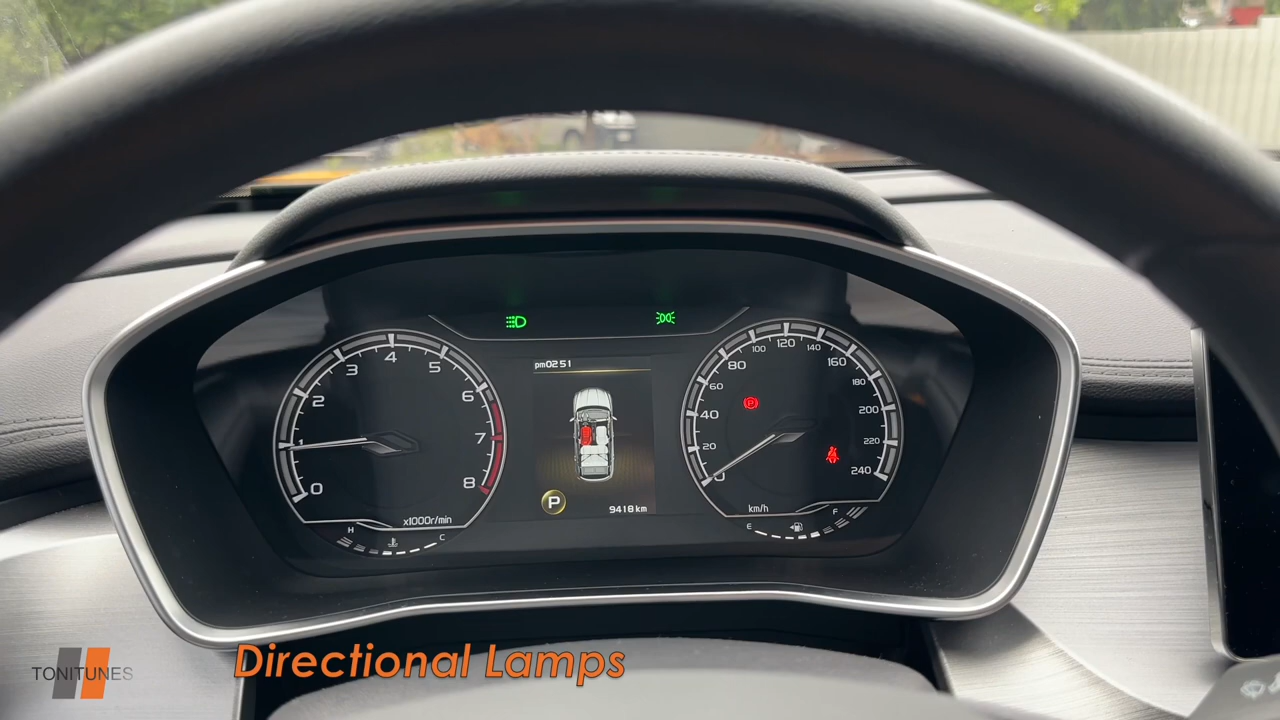 pm02:51
0
1
2
3
4
5
6
7
8
x1000r/min
H
C
P
9418 km
0
20
40
60
80
100
120
140
160
180
200
220
240
P
km/h
E
F
TONITUNES
Directional Lamps